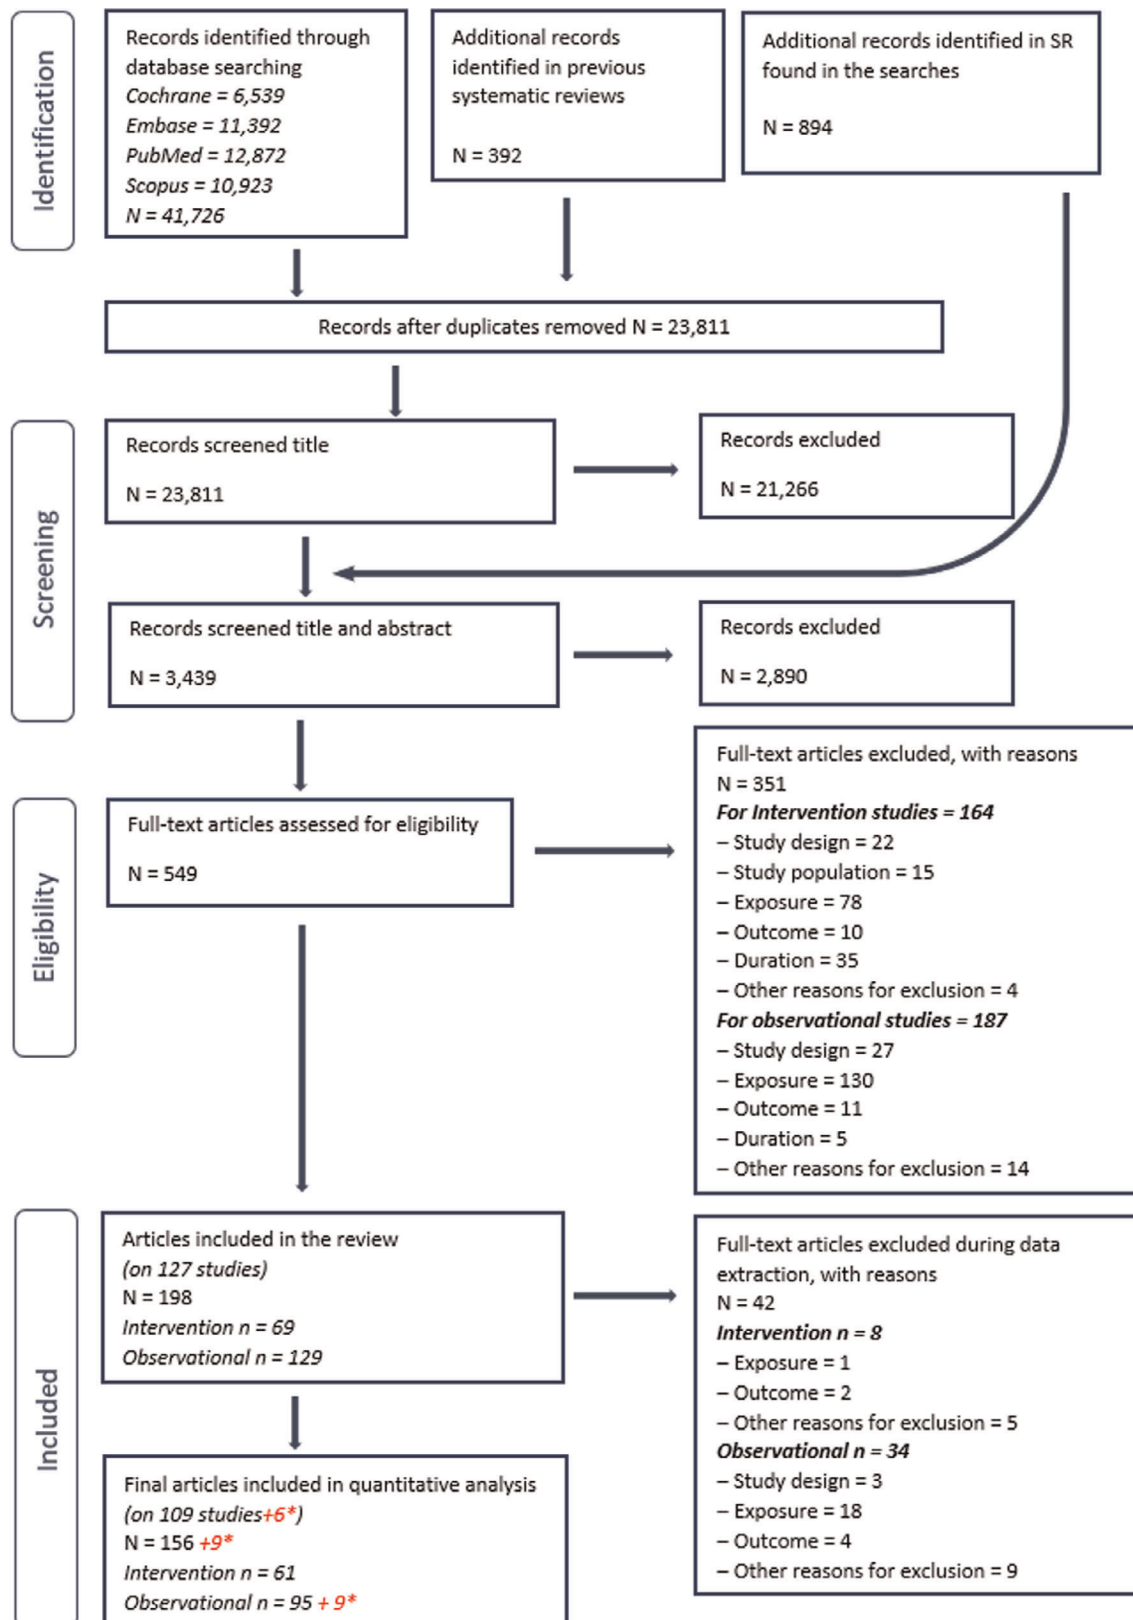 Identification
Records identified through
database searching
Cochrane = 6,539
Embase = 11,392
PubMed = 12,872
Scopus = 10,923
N = 41,726
Additional records
identified in previous
systematic reviews
N = 392
Additional records identified in SR
found in the searches
N = 894
Records after duplicates removed N = 23,811
Screening
Records screened title
N = 23,811
Records excluded
N = 21,266
Records screened title and abstract
N = 3,439
Records excluded
N = 2,890
Eligibility
Full-text articles assessed for eligibility
N = 549
Full-text articles excluded, with reasons
N = 351
For Intervention studies = 164
– Study design = 22
– Study population = 15
– Exposure = 78
– Outcome = 10
– Duration = 35
– Other reasons for exclusion = 4
For observational studies = 187
– Study design = 27
– Exposure = 130
– Outcome = 11
– Duration = 5
– Other reasons for exclusion = 14
Included
Articles included in the review
(on 127 studies)
N = 198
Intervention n = 69
Observational n = 129
Full-text articles excluded during data
extraction, with reasons
N = 42
Intervention n = 8
– Exposure = 1
– Outcome = 2
– Other reasons for exclusion = 5
Observational n = 34
– Study design = 3
– Exposure = 18
– Outcome = 4
– Other reasons for exclusion = 9
Final articles included in quantitative analysis
(on 109 studies+6*)
N = 156 +9*
Intervention n = 61
Observational n = 95 + 9*